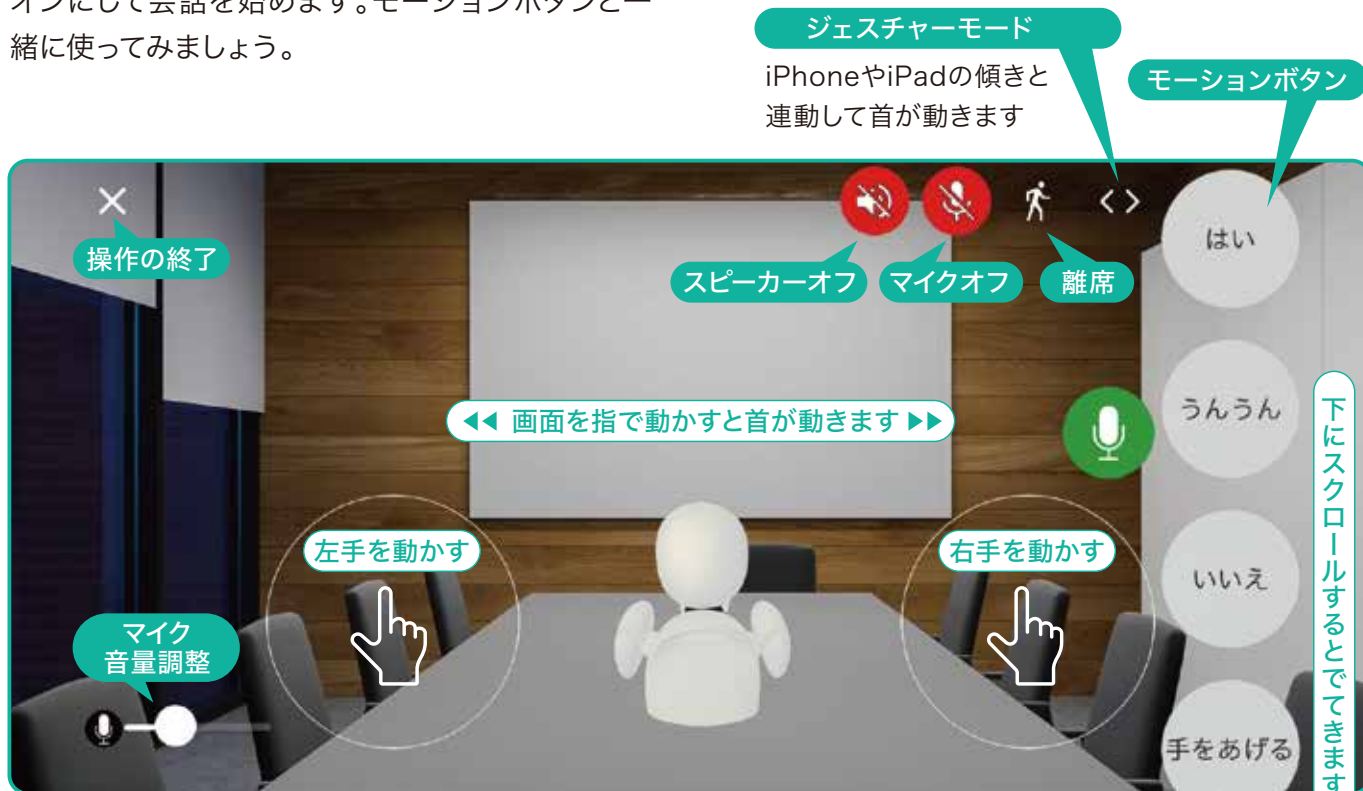 オンにして会話を始めます。モーションボタンと一
緒に使ってみましょう。
ジェスチャーモード
iPhoneやiPadの傾きと
連動して首が動きます
モーションボタン
操作の終了
スピーカーオフ
マイクオフ
離席
はい
◀◀ 画面を指で動かすと首が動きます ▶▶
うんうん
左手を動かす
右手を動かす
いいえ
マイク
音量調整
手をあげる
下にスクロールするとでてきます